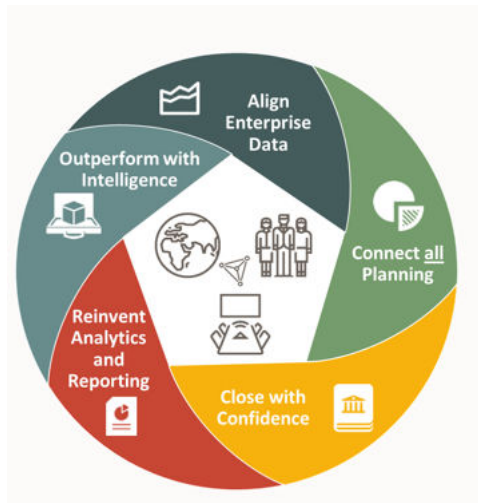 Align
Enterprise
Data
Connect all
Planning
Close with
Confidence
Reinvent
Analytics
and
Reporting
Outperform with
Intelligence